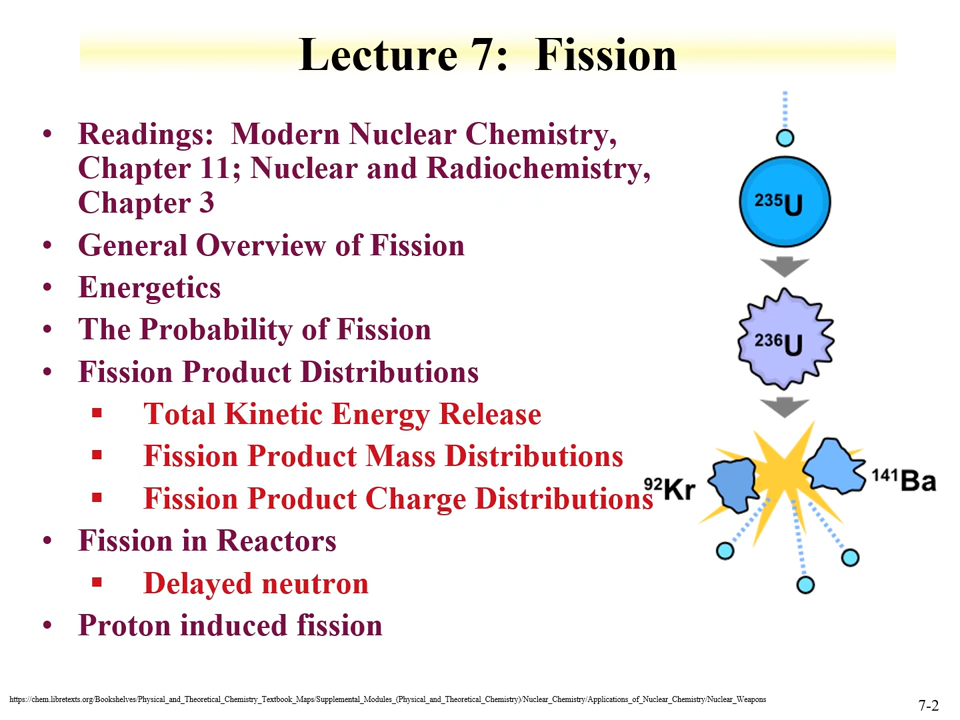 Lecture 7: Fission
• Readings: Modern Nuclear Chemistry,
Chapter 11; Nuclear and Radiochemistry,
Chapter 3
• General Overview of Fission
• Energetics
• The Probability of Fission
• Fission Product Distributions
▪ Total Kinetic Energy Release
▪ Fission Product Mass Distributions
▪ Fission Product Charge Distributions
• Fission in Reactors
▪ Delayed neutron
• Proton induced fission
²³⁵U
²³⁶U
⁹²Kr
¹⁴¹Ba
https://chem.libretexts.org/Bookshelves/Physical_and_Theoretical_Chemistry_Textbook_Maps/Supplemental_Modules_(Physical_and_Theoretical_Chemistry)/Nuclear_Chemistry/Applications_of_Nuclear_Chemistry/Nuclear_Weapons
7-2